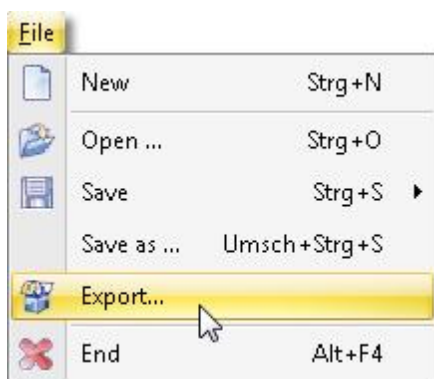 File
New Strg+N
Open ... Strg+O
Save Strg+S
Save as ... Umsch+Strg+S
Export...
End Alt+F4